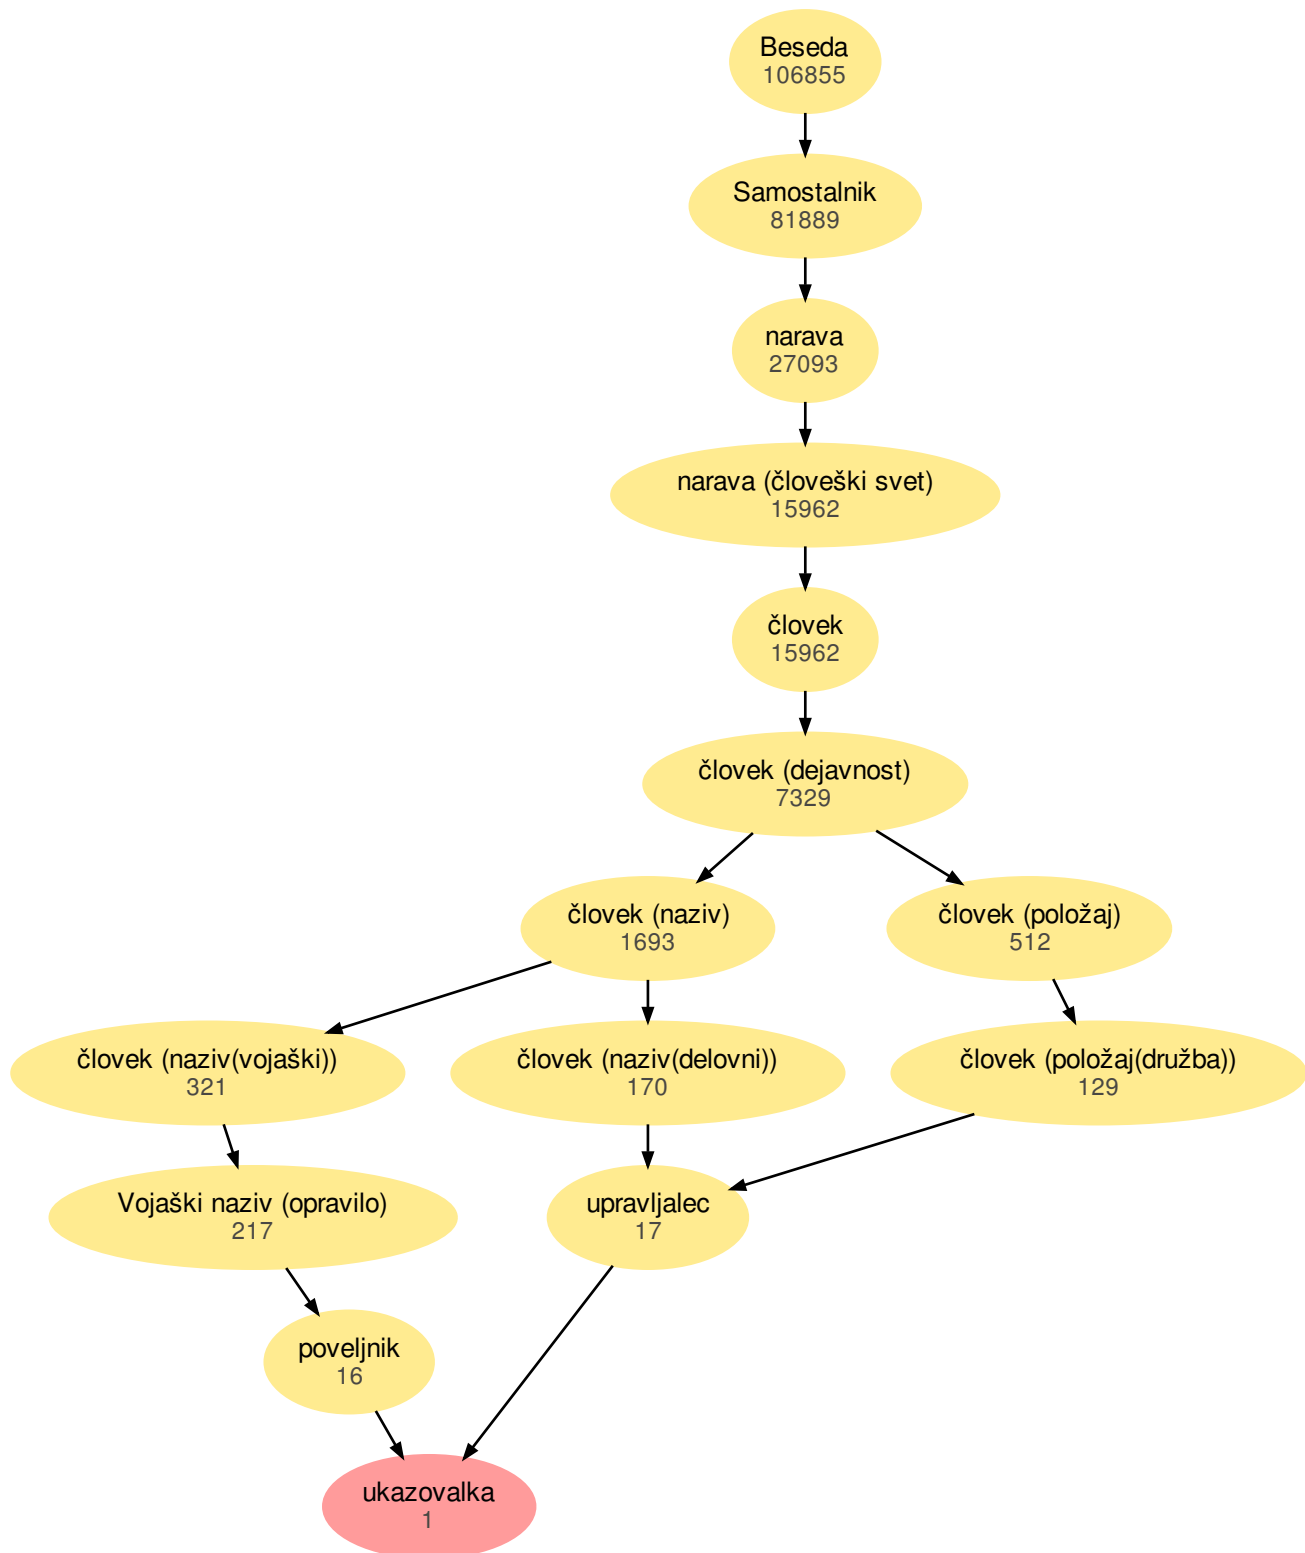 Beseda
106855
Samostalnik
81889
narava
27093
narava (človeški svet)
15962
človek
15962
človek (dejavnost)
7329
človek (naziv)
1693
človek (položaj)
512
človek (naziv(vojaški))
321
človek (naziv(delovni))
170
človek (položaj(družba))
129
Vojaški naziv (opravilo)
217
upravljalec
17
poveljnik
16
ukazovalka
1